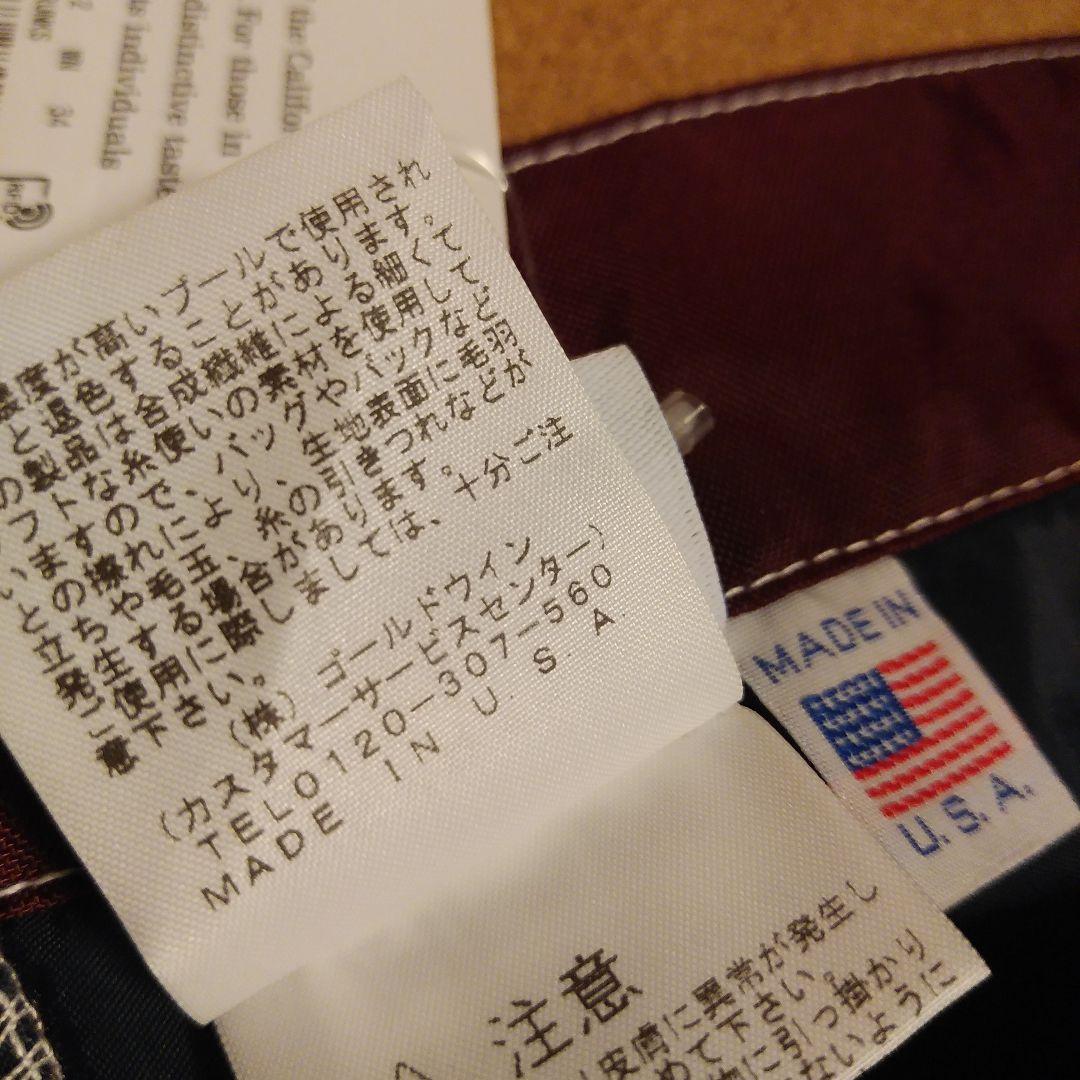 f the Califor
For those in
distinctive taste
s individuals
2 WI 34
度が高いプールで使用され
と退色することがあります。
の製品は合成繊維による細くて
フトな糸使いの素材を使用して
いますので、バッグやバックなど
との擦れにより、生地表面に毛羽
立ちや毛玉、糸の引きつれなどが
発生する場合があります。
ご使用に際しましては、十分ご注
意下さい。
(株)ゴールドウイン
(カスタマーサービスセンター)
TEL0120-307-560
MADE IN U.S.A.
MADE IN
U.S.A.
注意
皮膚に異常が発生し
めて下さい。
に引っ掛かり
ないように